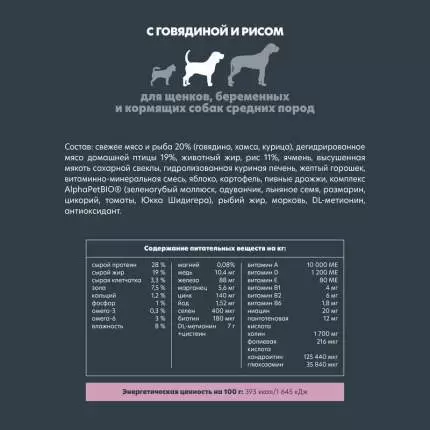 С ГОВЯДИНОЙ И РИСОМ
для щенков, беременных
и кормящих собак средних пород
Состав: свежее мясо и рыба 20% (говядина, хамса, курица), дегидрированное
мясо домашней птицы 19%, животный жир, рис 11%, ячмень, высушенная
мякоть сахарной свеклы, гидролизованная куриная печень, желтый горошек,
витаминно-минеральная смесь, яблоко, картофель, пивные дрожжи, комплекс
AlphaPetBIO® (зеленогубый моллюск, одуванчик, льняное семя, розмарин,
цикорий, томаты, Юкка Шидигера), рыбий жир, морковь, DL-метионин,
антиоксидант.
Содержание питательных веществ на кг:
сырой протеин 28 %
сырой жир 19 %
сырая клетчатка 3,3 %
зола 7,5 %
кальций 1,2 %
фосфор 1 %
омега-3 0,3 %
омега-6 3 %
влажность 8 %
магний 0,08%
медь 10,4 мг
железо 88 мг
марганец 5,6 мг
цинк 140 мг
йод 1,52 мг
селен 400 мкг
биотин 180 мкг
DL-метионин 7 г
+цистеин
витамин А 10 000 МЕ
витамин D 1 200 МЕ
витамин Е 80 МЕ
витамин В1 4 мг
витамин В2 6 мг
витамин В6 1,8 мг
ниацин 20 мг
пантотеновая 12 мг
кислота
холин 1 700 мг
фолиевая 216 мкг
кислота
хондроитин 125 440 мкг
глюкозамин 35 840 мкг
Энергетическая ценность на 100 г: 393 ккал/1 645 кДж